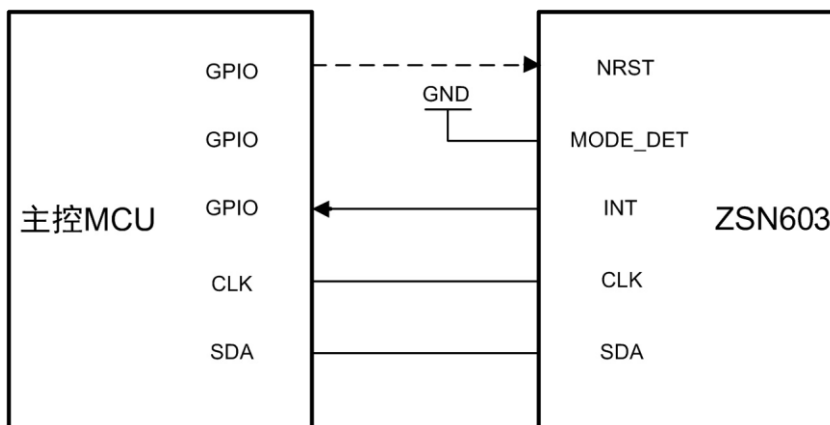 GPIO
NRST
GND
GPIO
MODE_DET
主控MCU
GPIO
INT
ZSN603
CLK
CLK
SDA
SDA